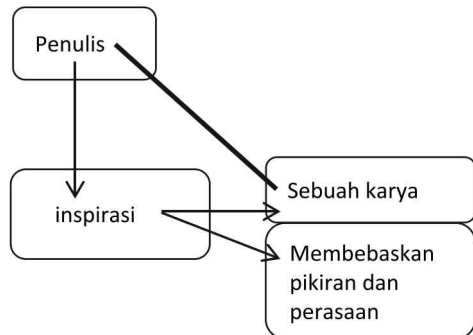 Penulis
inspirasi
Sebuah karya
Membebaskan
pikiran dan
perasaan